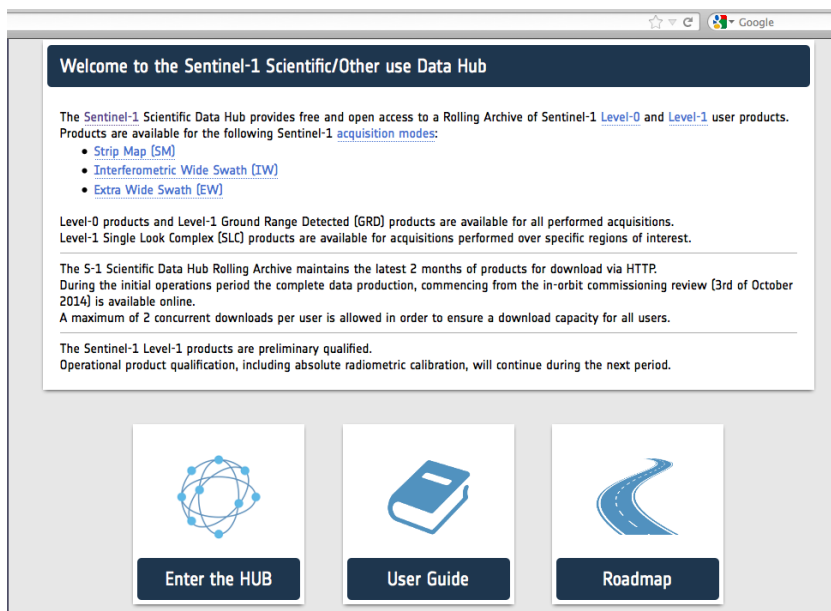 Google
Welcome to the Sentinel-1 Scientific/Other use Data Hub
The Sentinel-1 Scientific Data Hub provides free and open access to a Rolling Archive of Sentinel-1 Level-0 and Level-1 user products.
Products are available for the following Sentinel-1 acquisition modes:
• Strip Map (SM)
• Interferometric Wide Swath (IW)
• Extra Wide Swath (EW)
Level-0 products and Level-1 Ground Range Detected (GRD) products are available for all performed acquisitions.
Level-1 Single Look Complex (SLC) products are available for acquisitions performed over specific regions of interest.
The S-1 Scientific Data Hub Rolling Archive maintains the latest 2 months of products for download via HTTP.
During the initial operations period the complete data production, commencing from the in-orbit commissioning review (3rd of October
2014) is available online.
A maximum of 2 concurrent downloads per user is allowed in order to ensure a download capacity for all users.
The Sentinel-1 Level-1 products are preliminary qualified.
Operational product qualification, including absolute radiometric calibration, will continue during the next period.
Enter the HUB
User Guide
Roadmap